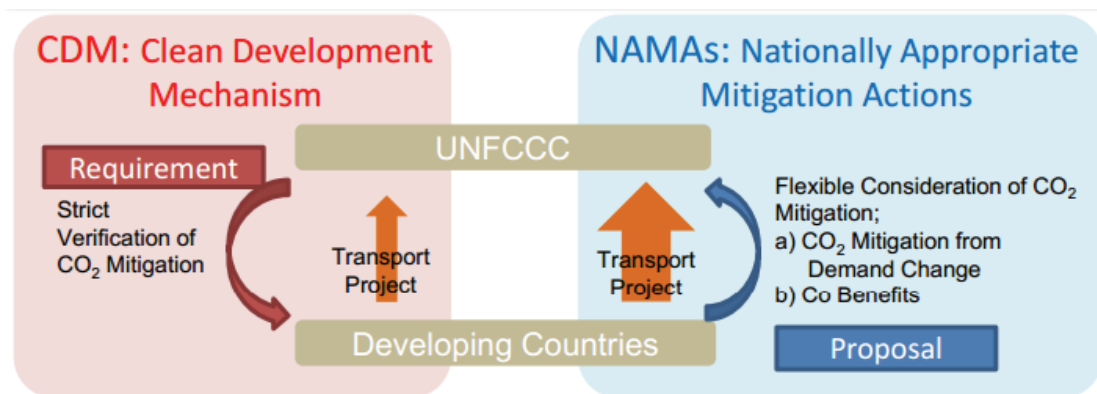 CDM: Clean Development
Mechanism
NAMAs: Nationally Appropriate
Mitigation Actions
UNFCCC
Requirement
Strict
Verification of
CO₂ Mitigation
Transport
Project
Transport
Project
Flexible Consideration of CO₂
Mitigation;
a) CO₂ Mitigation from
Demand Change
b) Co Benefits
Developing Countries
Proposal